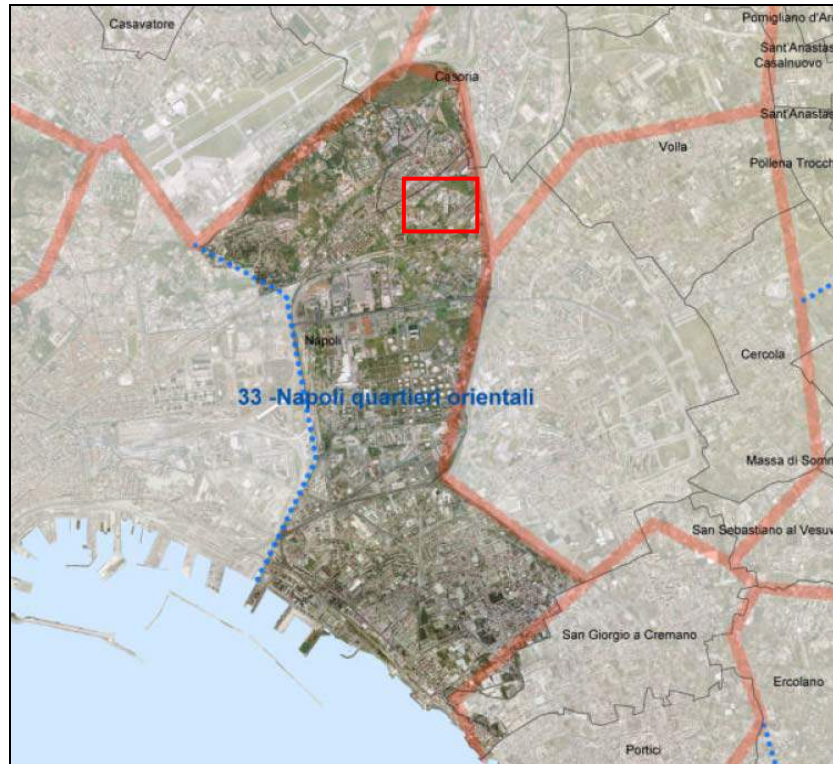 Casavatore
Pomigliano d'Arc
Sant'Anastas
Casalnuovo
Casoria
Sant'Anastas
Volla
Pollena Trocch
Napoli
Cercola
33 -Napoli quartieri orientali
Massa di Somm
San Sebastiano al Vesuv
San Giorgio a Cremano
Ercolano
Portici